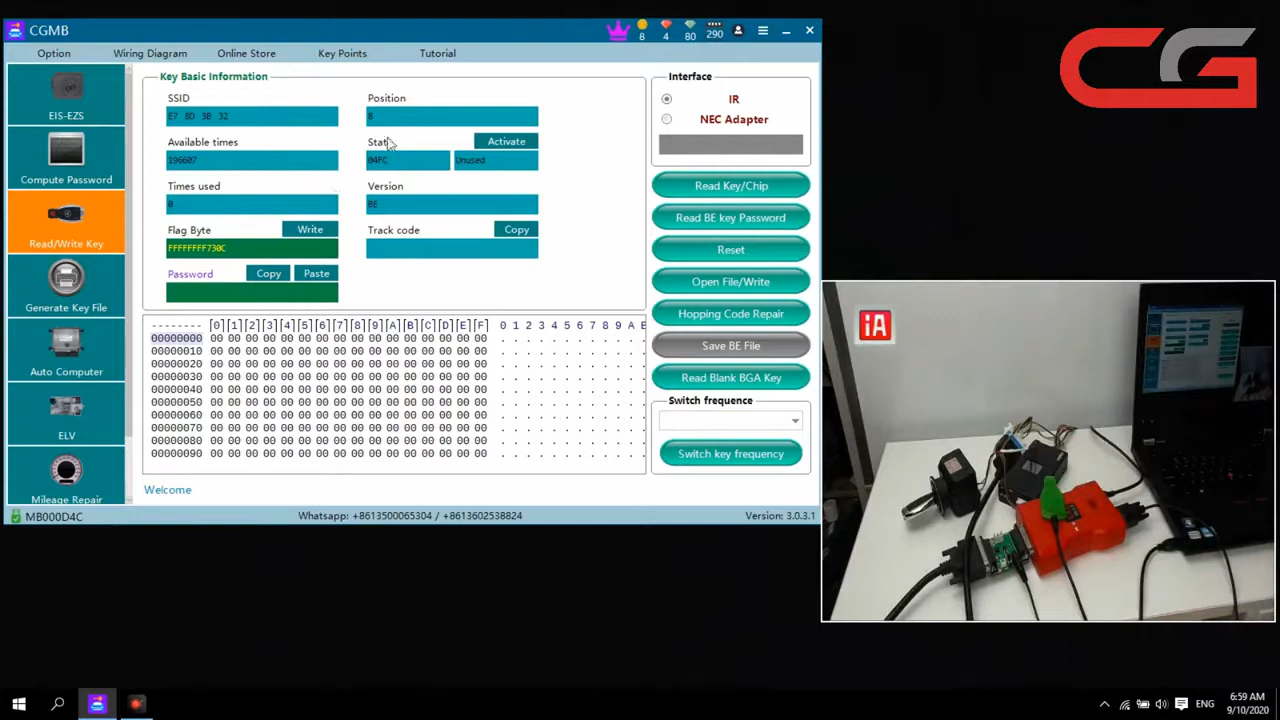 CGMB
8
4
80
290
Option
Wiring Diagram
Online Store
Key Points
Tutorial
EIS-EZS
Compute Password
Read/Write Key
Generate Key File
Auto Computer
ELV
Mileage Repair
Key Basic Information
SSID
E7 8D 3B 32
Position
8
Available times
196607
Activate
04FC
Unused
Times used
0
Version
BE
Flag Byte
Write
FFFFFFFF730C
Track code
Copy
Password
Copy
Paste
-------- [0][1][2][3][4][5][6][7][8][9][A][B][C][D][E][F] 0 1 2 3 4 5 6 7 8 9 A B
00000000 00 00 00 00 00 00 00 00 00 00 00 00 00 00 00 00 . . . . . . . . . . . .
00000010 00 00 00 00 00 00 00 00 00 00 00 00 00 00 00 00 . . . . . . . . . . . .
00000020 00 00 00 00 00 00 00 00 00 00 00 00 00 00 00 00 . . . . . . . . . . . .
00000030 00 00 00 00 00 00 00 00 00 00 00 00 00 00 00 00 . . . . . . . . . . . .
00000040 00 00 00 00 00 00 00 00 00 00 00 00 00 00 00 00 . . . . . . . . . . . .
00000050 00 00 00 00 00 00 00 00 00 00 00 00 00 00 00 00 . . . . . . . . . . . .
00000060 00 00 00 00 00 00 00 00 00 00 00 00 00 00 00 00 . . . . . . . . . . . .
00000070 00 00 00 00 00 00 00 00 00 00 00 00 00 00 00 00 . . . . . . . . . . . .
00000080 00 00 00 00 00 00 00 00 00 00 00 00 00 00 00 00 . . . . . . . . . . . .
00000090 00 00 00 00 00 00 00 00 00 00 00 00 00 00 00 00 . . . . . . . . . . . .
Welcome
Interface
IR
NEC Adapter
Read Key/Chip
Read BE key Password
Reset
Open File/Write
Hopping Code Repair
Save BE File
Read Blank BGA Key
Switch frequency
Switch key frequency
MB000D4C
Whatsapp: +8613500065304 / +8613602538824
Version: 3.0.3.1
CG
iA
ENG
6:59 AM
9/10/2020